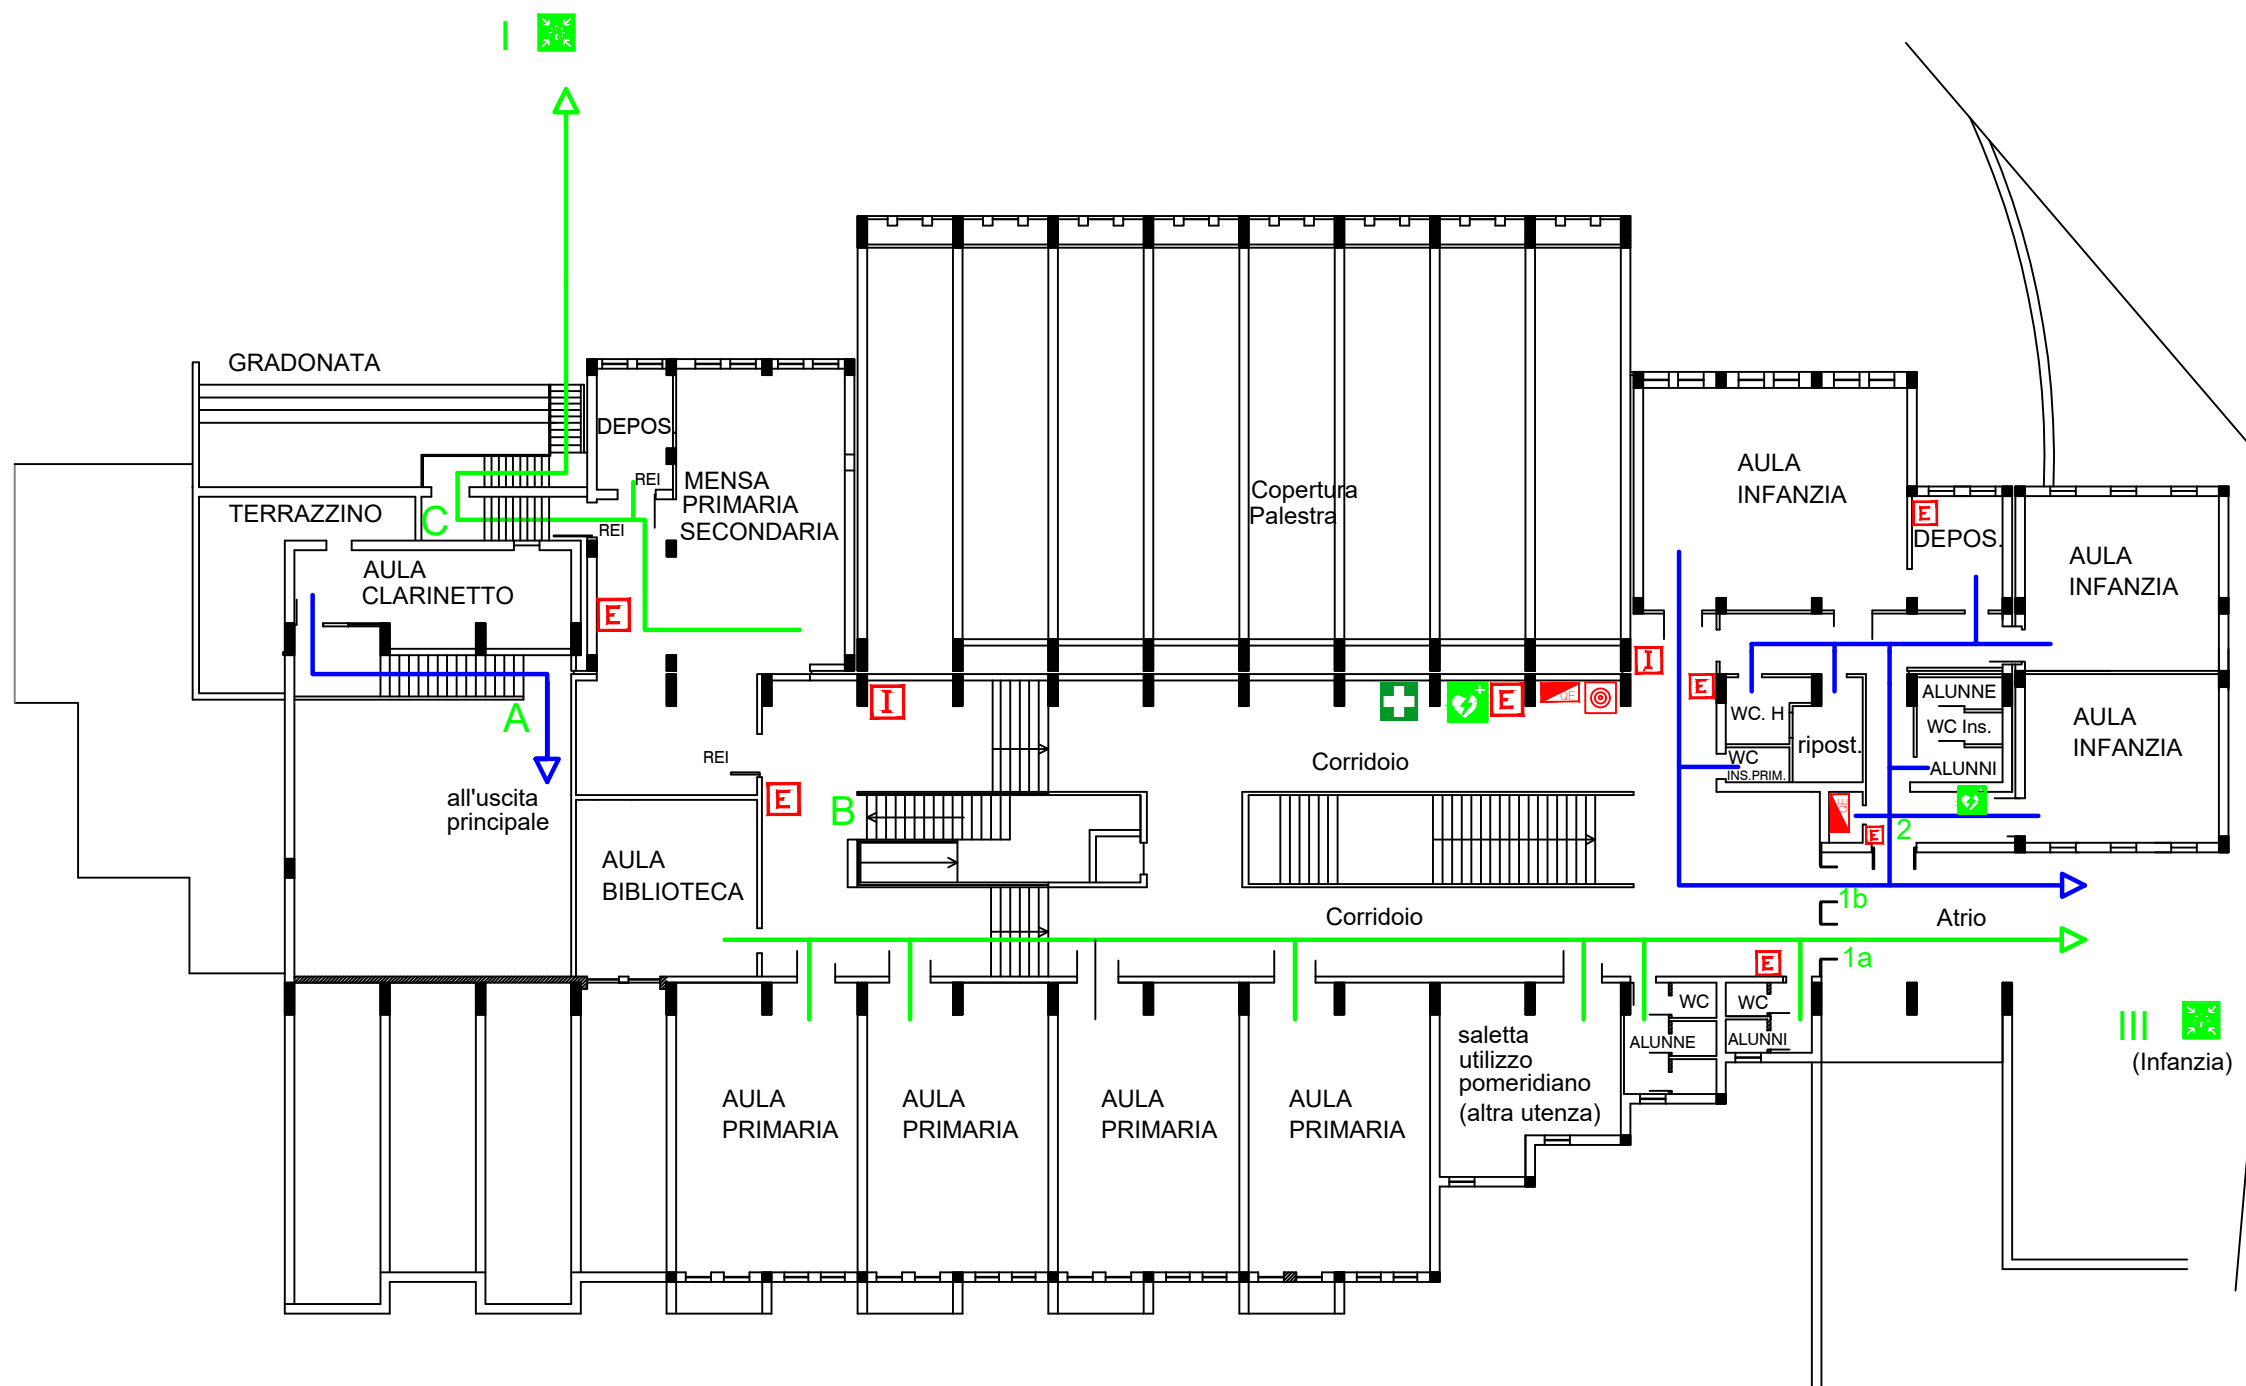 I
GRADONATA
DEPOS.
REI
MENSA
PRIMARIA
SECONDARIA
TERRAZZINO
C
REI
AULA
CLARINETTO
E
A
all'uscita
principale
REI
E
AULA
BIBLIOTECA
B
I
Copertura
Palestra
E
QE
Corridoio
Corridoio
AULA
INFANZIA
E
DEPOS.
AULA
INFANZIA
I
E
WC. H
WC
INS.PRIM.
ripost.
ALUNNE
WC Ins.
ALUNNI
AULA
INFANZIA
QE
E
2
1b
Atrio
1a
E
WC
WC
ALUNNE
ALUNNI
saletta
utilizzo
pomeridiano
(altra utenza)
AULA
PRIMARIA
AULA
PRIMARIA
AULA
PRIMARIA
AULA
PRIMARIA
III
(Infanzia)